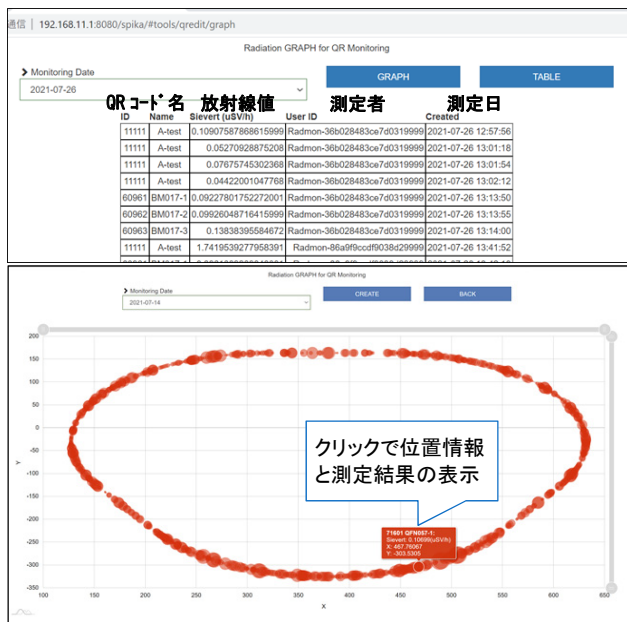 通信 192.168.11.1:8080/spika/#tools/qredit/graph
Radiation GRAPH for QR Monitoring
Monitoring Date
2021-07-26
GRAPH
TABLE
QRコード名 放射線値 測定者 測定日
ID Name Sievert (uSV/h) User ID Created
11111 A-test 0.10907587868615999 Radmon-36b028483ce7d0319999 2021-07-26 12:57:56
11111 A-test 0.05270928875208 Radmon-36b028483ce7d0319999 2021-07-26 13:01:18
11111 A-test 0.07675745302368 Radmon-36b028483ce7d0319999 2021-07-26 13:01:54
11111 A-test 0.04422001047768 Radmon-36b028483ce7d0319999 2021-07-26 13:02:12
60961 BM017-1 0.09227801752272001 Radmon-36b028483ce7d0319999 2021-07-26 13:13:50
60962 BM017-2 0.09926048716415999 Radmon-36b028483ce7d0319999 2021-07-26 13:13:55
60963 BM017-3 0.13838395584672 Radmon-36b028483ce7d0319999 2021-07-26 13:14:00
11111 A-test 1.7419539277958391 Radmon-86a9f9ccdf9038d29999 2021-07-26 13:41:52
Radiation GRAPH for QR Monitoring
Monitoring Date
2021-07-14
CREATE
BACK
200
150
100
50
0
-50
-100
-150
-200
-250
-300
-350
Y
クリックで位置情報
と測定結果の表示
71601 QFN057-1:
Sievert: 0.10699(uSV/h)
X: 467.76067
Y: -303.5305
100 150 200 250 300 350 400 450 500 550 600 650
X